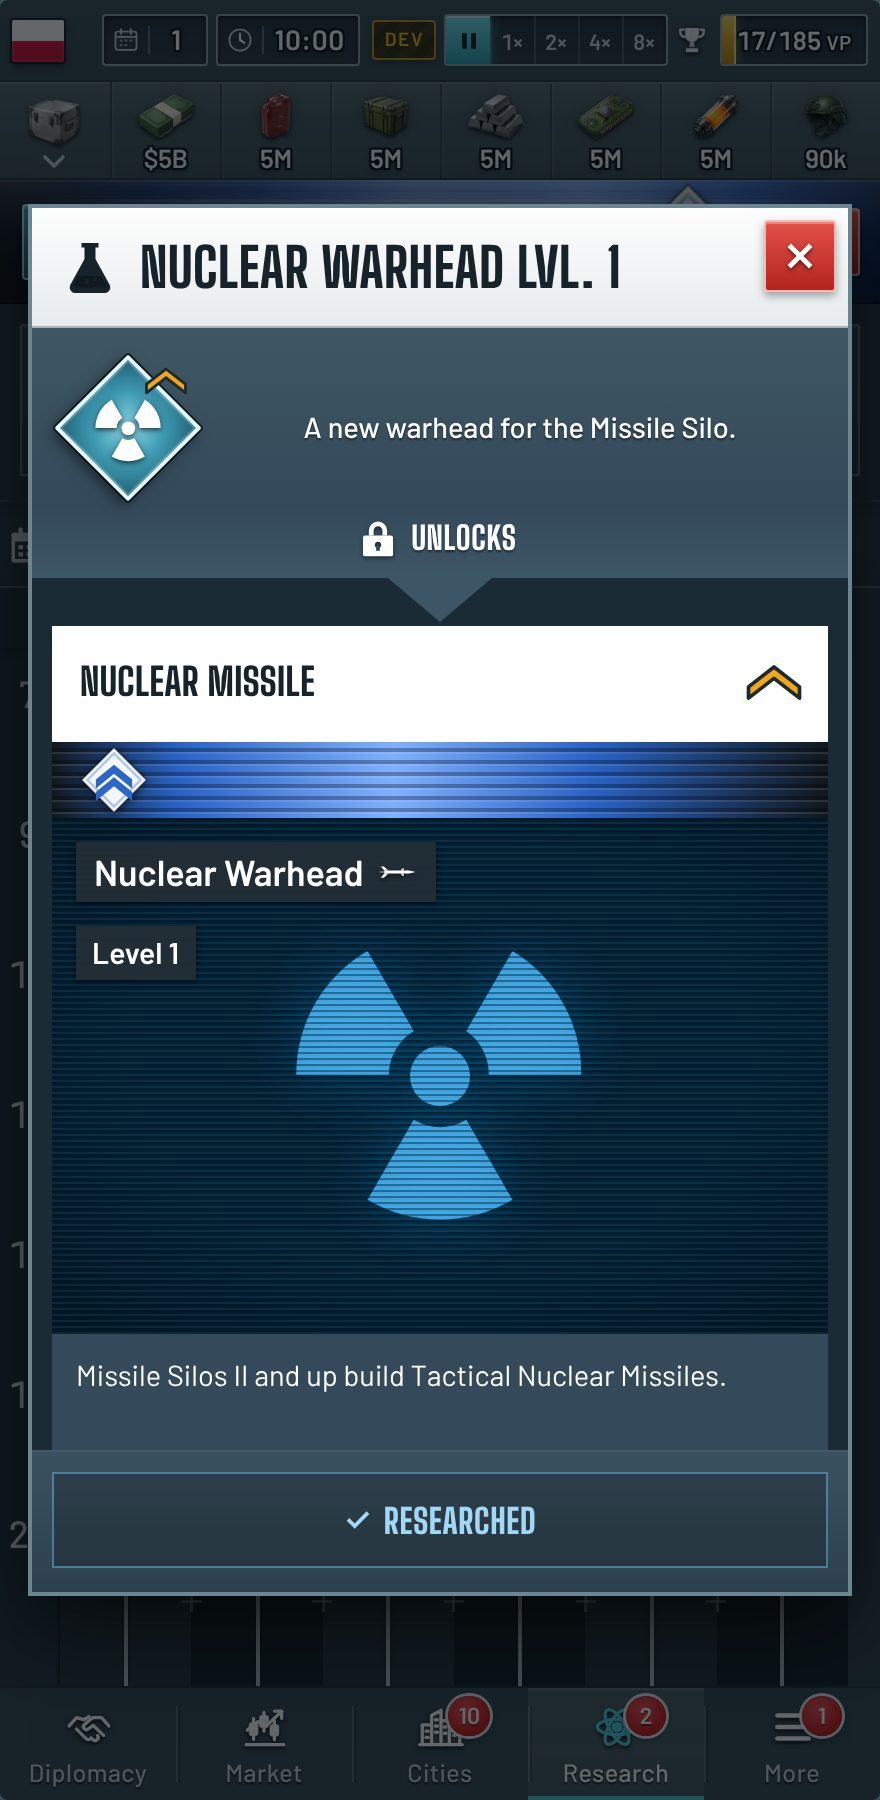 1
10:00
DEV
1×
2×
4×
8×
17/185 VP
$5B
5M
5M
5M
5M
5M
90k
NUCLEAR WARHEAD LVL. 1
A new warhead for the Missile Silo.
UNLOCKS
NUCLEAR MISSILE
Nuclear Warhead
Level 1
Missile Silos II and up build Tactical Nuclear Missiles.
RESEARCHED
10
2
1
Diplomacy
Market
Cities
Research
More